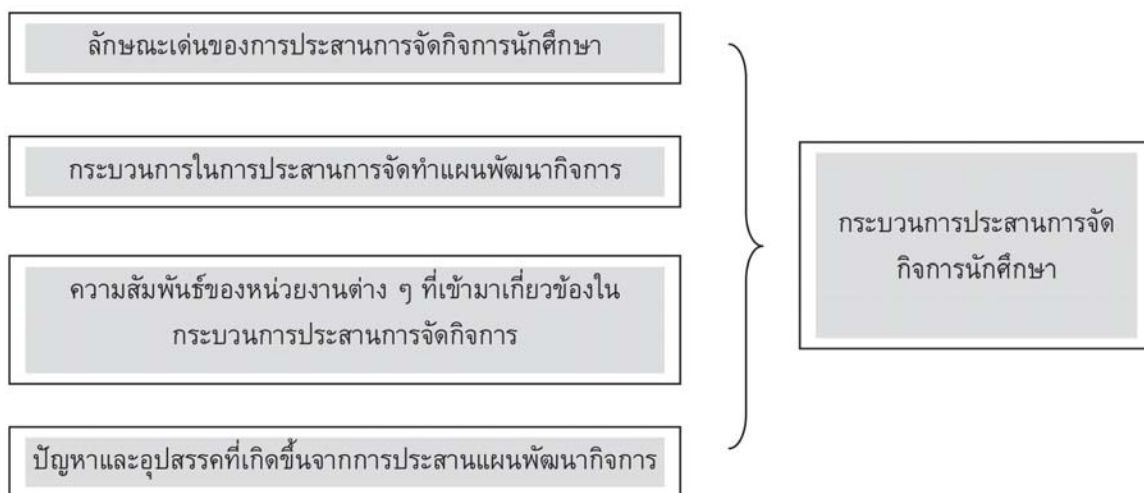 ลักษณะเด่นของการประสานการจัดกิจการนักศึกษา
กระบวนการในการประสานการจัดทำแผนพัฒนากิจการ
ความสัมพันธ์ของหน่วยงานต่าง ๆ ที่เข้ามาเกี่ยวข้องใน
กระบวนการประสานการจัดกิจการ
ปัญหาและอุปสรรคที่เกิดขึ้นจากการประสานแผนพัฒนากิจการ
กระบวนการประสานการจัด
กิจการนักศึกษา